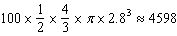 100 × 1/2 × 4/3 × π × 2.8³ ≈ 4598